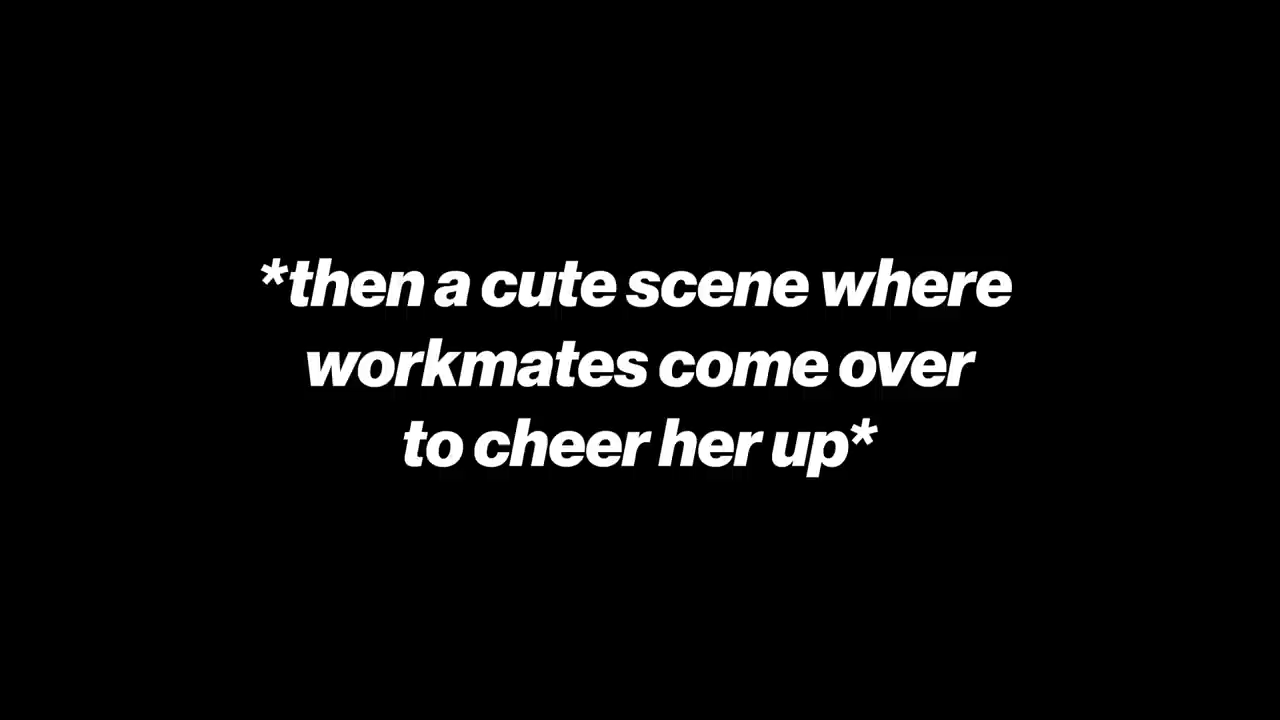 *then a cute scene where
workmates come over
to cheer her up*